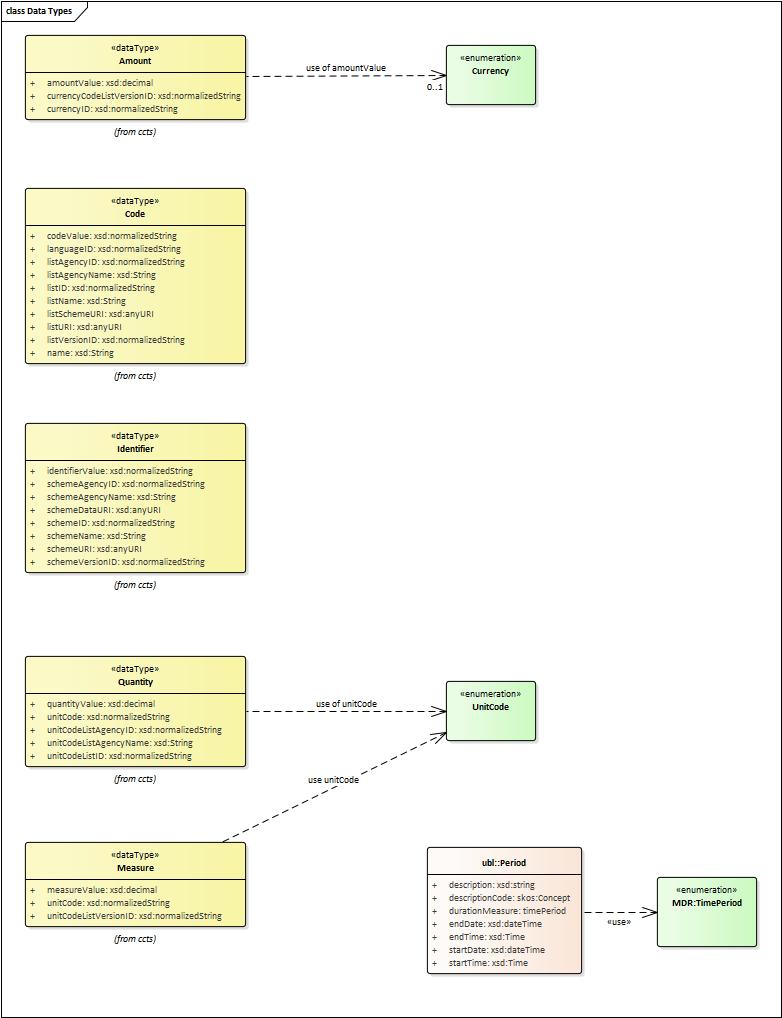 class Data Types
«dataType»
Amount
+ amountValue: xsd:decimal
+ currencyCodeListVersionID: xsd:normalizedString
+ currencyID: xsd:normalizedString
(from ccts)
use of amountValue
0..1
«enumeration»
Currency
«dataType»
Code
+ codeValue: xsd:normalizedString
+ languageID: xsd:normalizedString
+ listAgencyID: xsd:normalizedString
+ listAgencyName: xsd:String
+ listID: xsd:normalizedString
+ listName: xsd:String
+ listSchemeURI: xsd:anyURI
+ listURI: xsd:anyURI
+ listVersionID: xsd:normalizedString
+ name: xsd:String
(from ccts)
«dataType»
Identifier
+ identifierValue: xsd:normalizedString
+ schemeAgencyID: xsd:normalizedString
+ schemeAgencyName: xsd:String
+ schemeDataURI: xsd:anyURI
+ schemeID: xsd:normalizedString
+ schemeName: xsd:String
+ schemeURI: xsd:anyURI
+ schemeVersionID: xsd:normalizedString
(from ccts)
«dataType»
Quantity
+ quantityValue: xsd:decimal
+ unitCode: xsd:normalizedString
+ unitCodeListAgencyID: xsd:normalizedString
+ unitCodeListAgencyName: xsd:String
+ unitCodeListID: xsd:normalizedString
(from ccts)
use of unitCode
«enumeration»
UnitCode
use unitCode
«dataType»
Measure
+ measureValue: xsd:decimal
+ unitCode: xsd:normalizedString
+ unitCodeListVersionID: xsd:normalizedString
(from ccts)
ubl::Period
+ description: xsd:string
+ descriptionCode: skos:Concept
+ durationMeasure: timePeriod
+ endDate: xsd:dateTime
+ endTime: xsd:Time
+ startDate: xsd:dateTime
+ startTime: xsd:Time
«use»
«enumeration»
MDR:TimePeriod